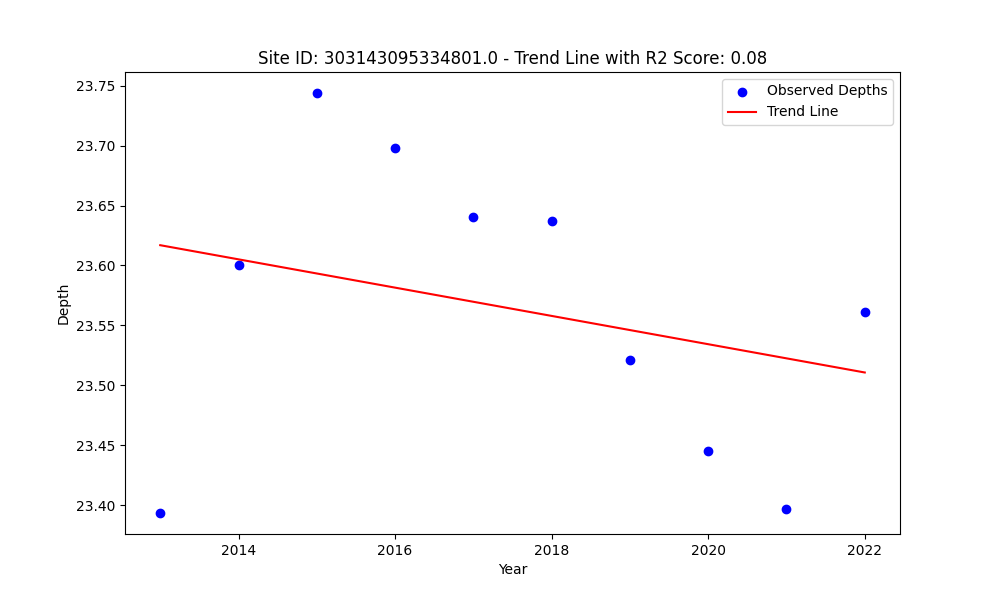 Site ID: 303143095334801.0 - Trend Line with R2 Score: 0.08
Observed Depths
Trend Line
23.75
23.70
23.65
23.60
23.55
23.50
23.45
23.40
Depth
2014
2016
2018
2020
2022
Year